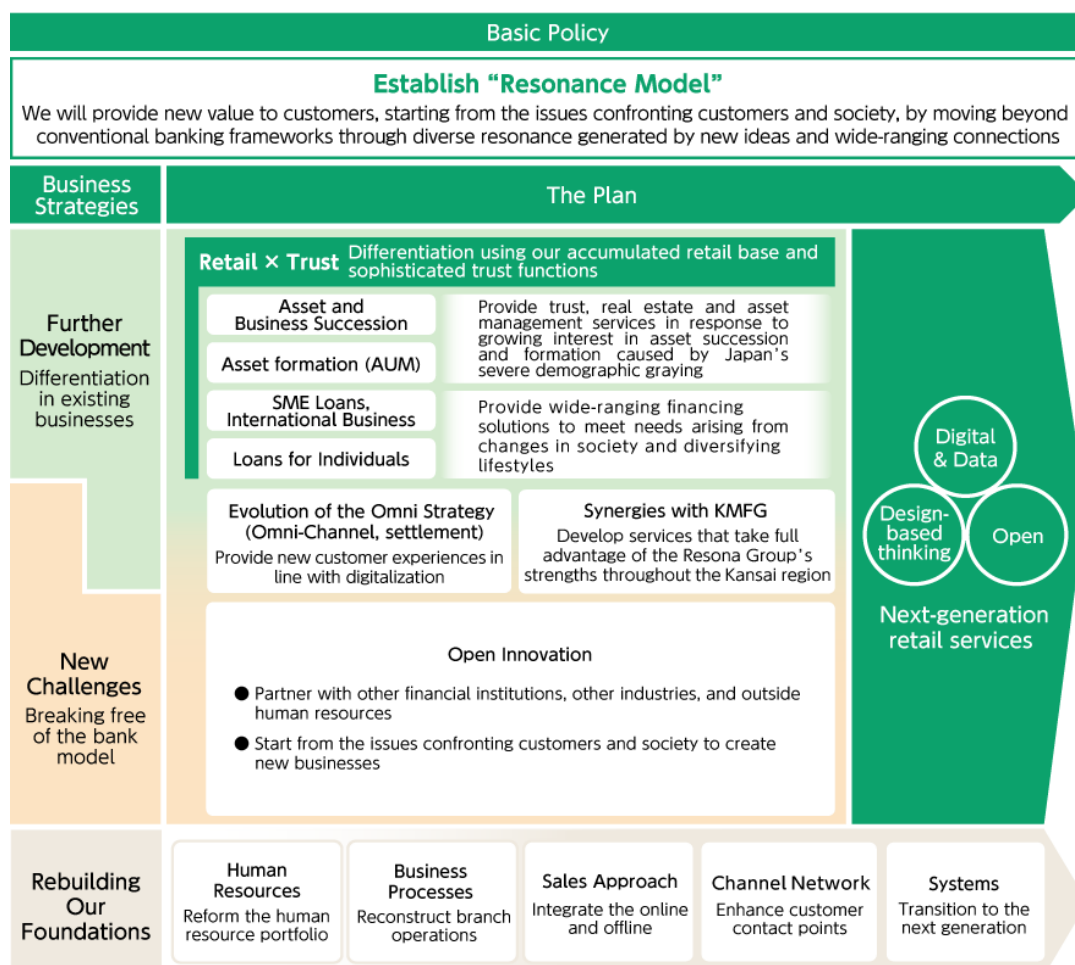 Basic Policy
Establish “Resonance Model”
We will provide new value to customers, starting from the issues confronting customers and society, by moving beyond
conventional banking frameworks through diverse resonance generated by new ideas and wide-ranging connections
Business
Strategies
The Plan
Further
Development
Differentiation
in existing
businesses
Retail × Trust
Differentiation using our accumulated retail base and
sophisticated trust functions
Asset and
Business Succession
Asset formation (AUM)
Provide trust, real estate and asset
management services in response to
growing interest in asset succession
and formation caused by Japan's
severe demographic graying
SME Loans,
International Business
Loans for Individuals
Provide wide-ranging financing
solutions to meet needs arising from
changes in society and diversifying
lifestyles
Evolution of the Omni Strategy
(Omni-Channel, settlement)
Provide new customer experiences in
line with digitalization
Synergies with KMFG
Develop services that take full
advantage of the Resona Group's
strengths throughout the Kansai region
New
Challenges
Breaking free
of the bank
model
Open Innovation
● Partner with other financial institutions, other industries, and outside
human resources
● Start from the issues confronting customers and society to create
new businesses
Digital
& Data
Design-
based
thinking
Open
Next-generation
retail services
Rebuilding
Our
Foundations
Human
Resources
Reform the human
resource portfolio
Business
Processes
Reconstruct branch
operations
Sales Approach
Integrate the online
and offline
Channel Network
Enhance customer
contact points
Systems
Transition to the
next generation